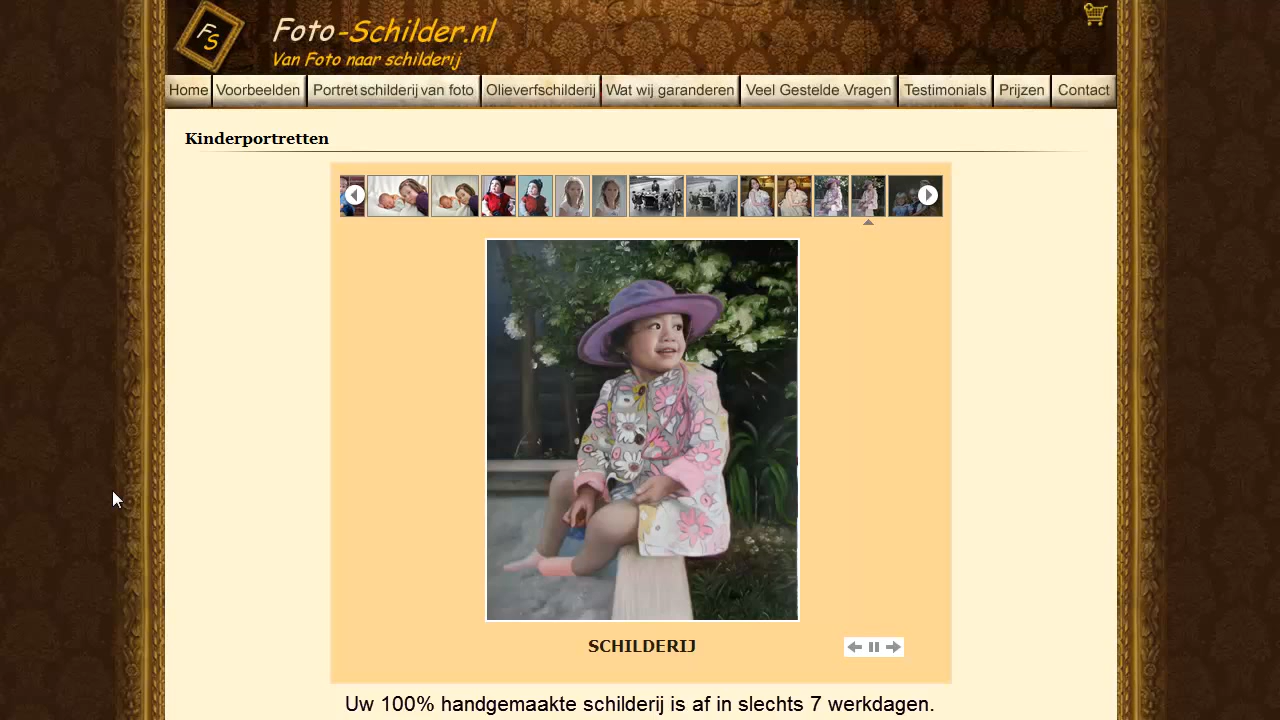 FS
Foto-Schilder.nl
Van Foto naar schilderij
Home Voorbeelden Portret schilderij van foto Olieverfschilderij Wat wij garanderen Veel Gestelde Vragen Testimonials Prijzen Contact
Kinderportretten
SCHILDERIJ
Uw 100% handgemaakte schilderij is af in slechts 7 werkdagen.